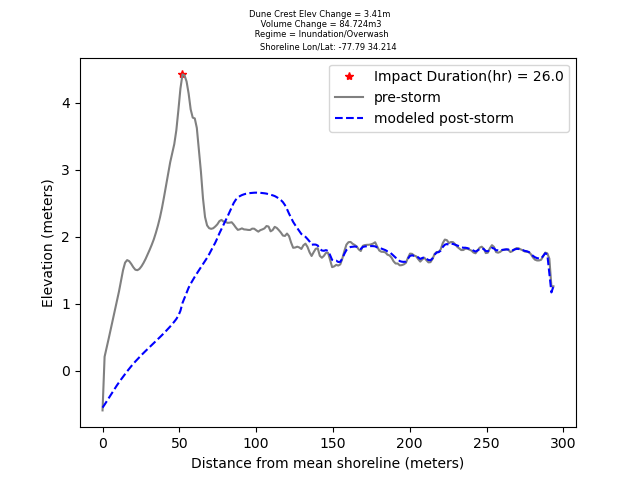 Dune Crest Elev Change = 3.41m
Volume Change = 84.724m3
Regime = Inundation/Overwash
Shoreline Lon/Lat: -77.79 34.214
Impact Duration(hr) = 26.0
pre-storm
modeled post-storm
Elevation (meters)
4
3
2
1
0
0 50 100 150 200 250 300
Distance from mean shoreline (meters)